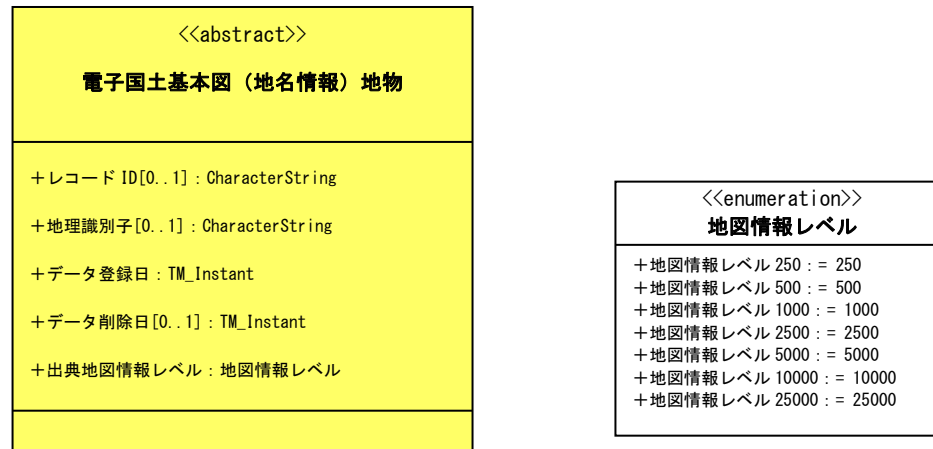 <<abstract>>
電子国土基本図（地名情報）地物
＋レコード ID[0..1]：CharacterString
＋地理識別子[0..1]：CharacterString
＋データ登録日：TM_Instant
＋データ削除日[0..1]：TM_Instant
＋出典地図情報レベル：地図情報レベル
<<enumeration>>
地図情報レベル
＋地図情報レベル 250：= 250
＋地図情報レベル 500：= 500
＋地図情報レベル 1000：= 1000
＋地図情報レベル 2500：= 2500
＋地図情報レベル 5000：= 5000
＋地図情報レベル 10000：= 10000
＋地図情報レベル 25000：= 25000